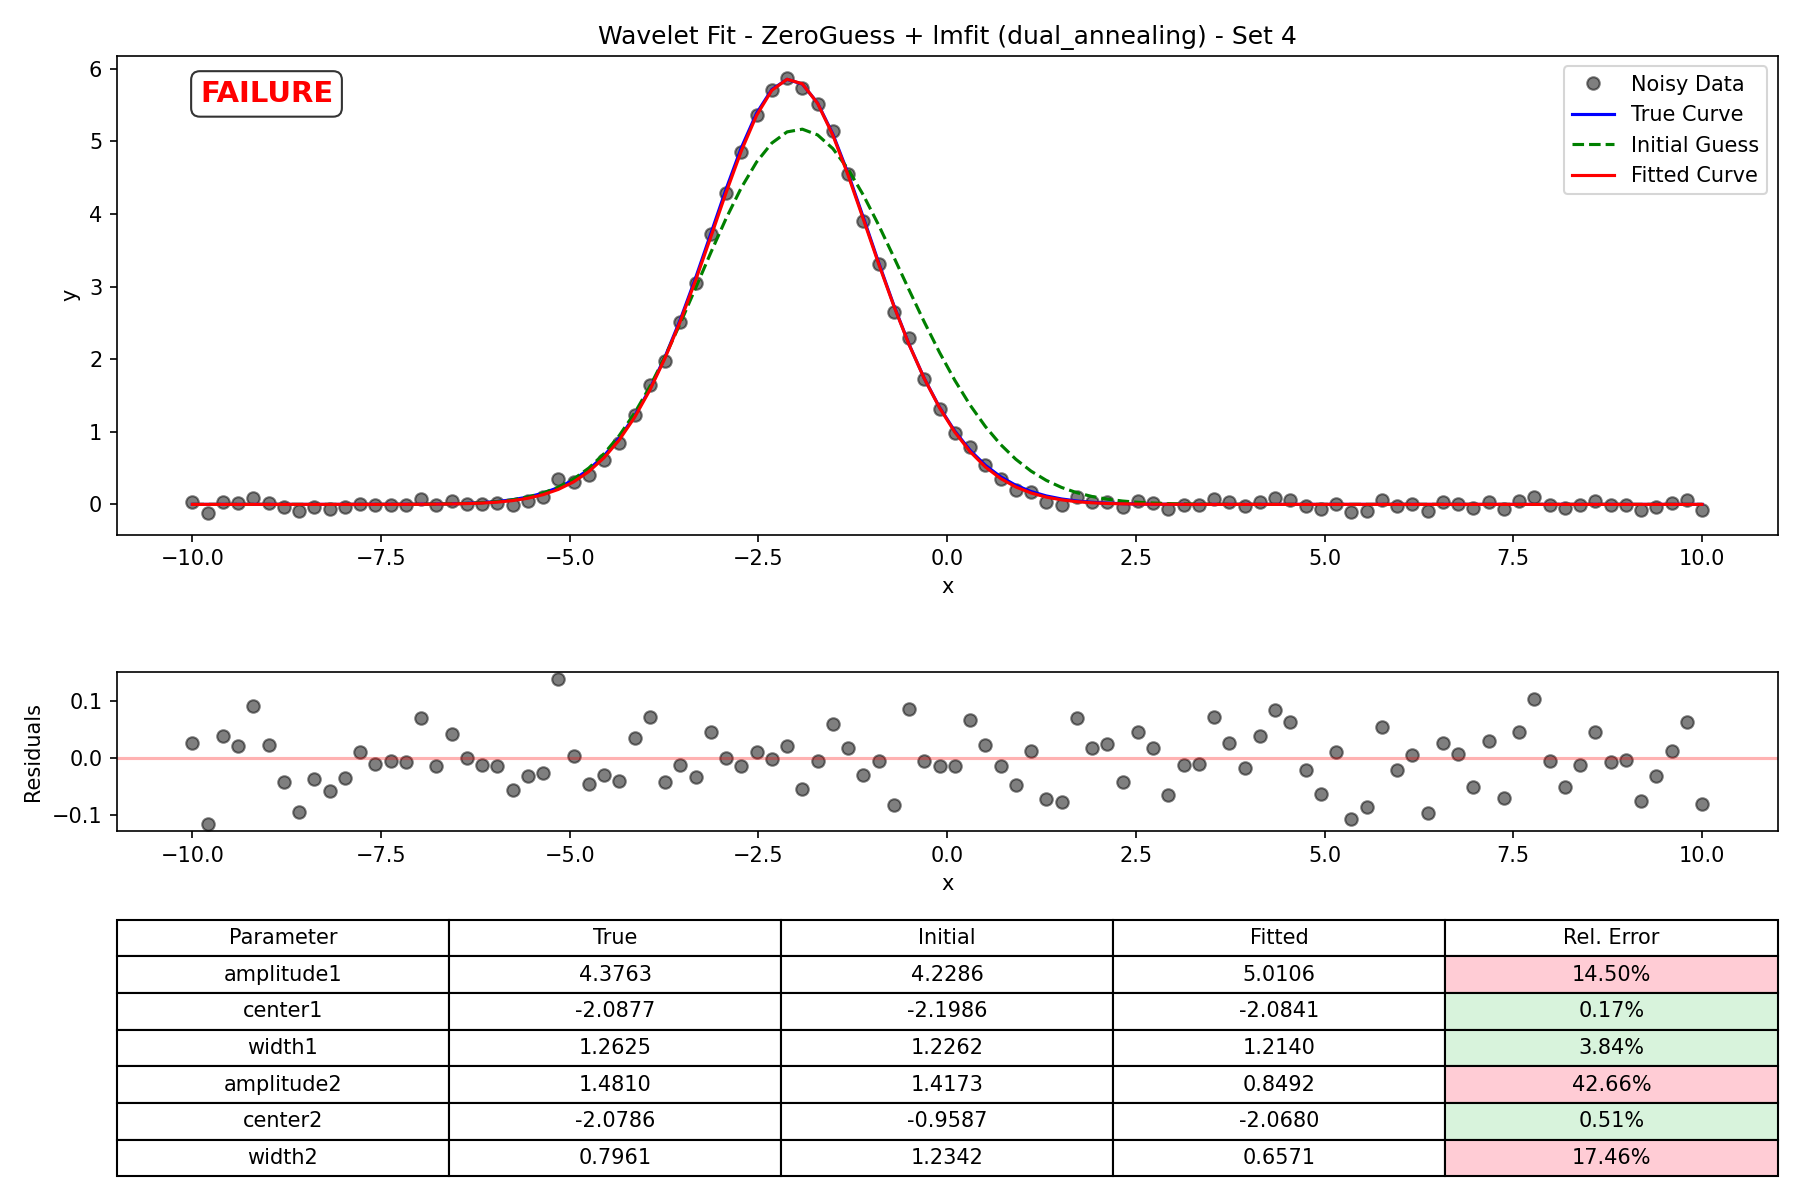 Wavelet Fit - ZeroGuess + lmfit (dual_annealing) - Set 4
FAILURE
Noisy Data
True Curve
Initial Guess
Fitted Curve
y
6
5
4
3
2
1
0
−10.0 −7.5 −5.0 −2.5 0.0 2.5 5.0 7.5 10.0
x
Residuals
0.1
0.0
−0.1
−10.0 −7.5 −5.0 −2.5 0.0 2.5 5.0 7.5 10.0
x
Parameter True Initial Fitted Rel. Error
amplitude1 4.3763 4.2286 5.0106 14.50%
center1 -2.0877 -2.1986 -2.0841 0.17%
width1 1.2625 1.2262 1.2140 3.84%
amplitude2 1.4810 1.4173 0.8492 42.66%
center2 -2.0786 -0.9587 -2.0680 0.51%
width2 0.7961 1.2342 0.6571 17.46%